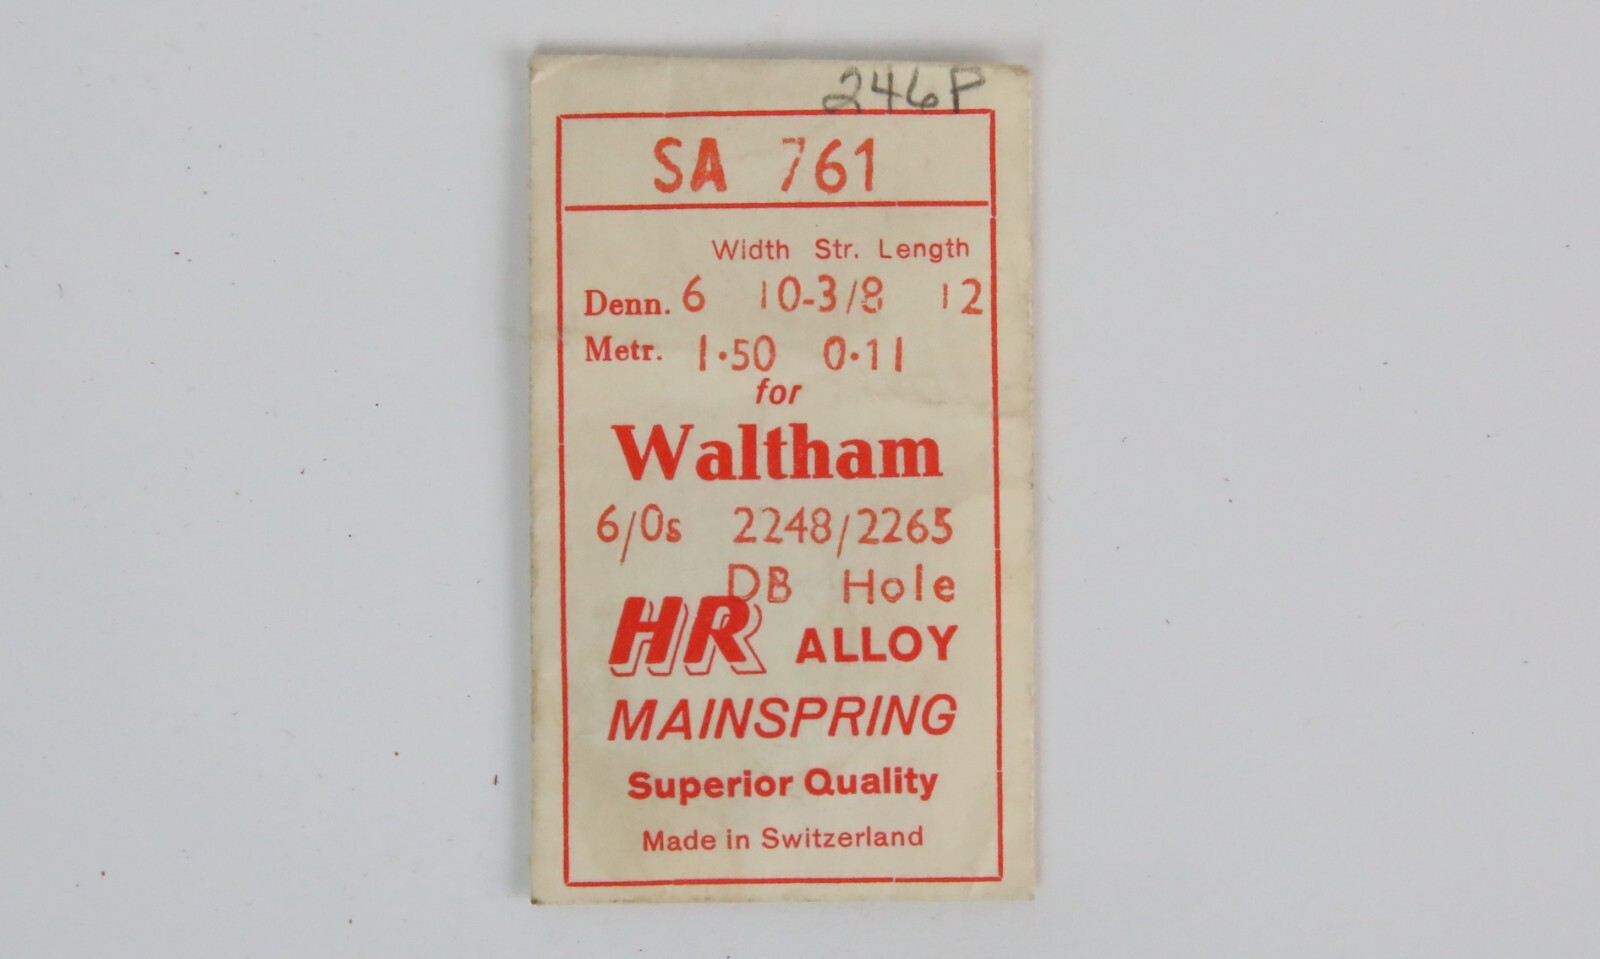 246P
SA 761
Width Str. Length
Denn. 6 10-3/8 12
Metr. 1·50 0·11
for
Waltham
6/0s 2248/2265
DB Hole
HR ALLOY
MAINSPRING
Superior Quality
Made in Switzerland